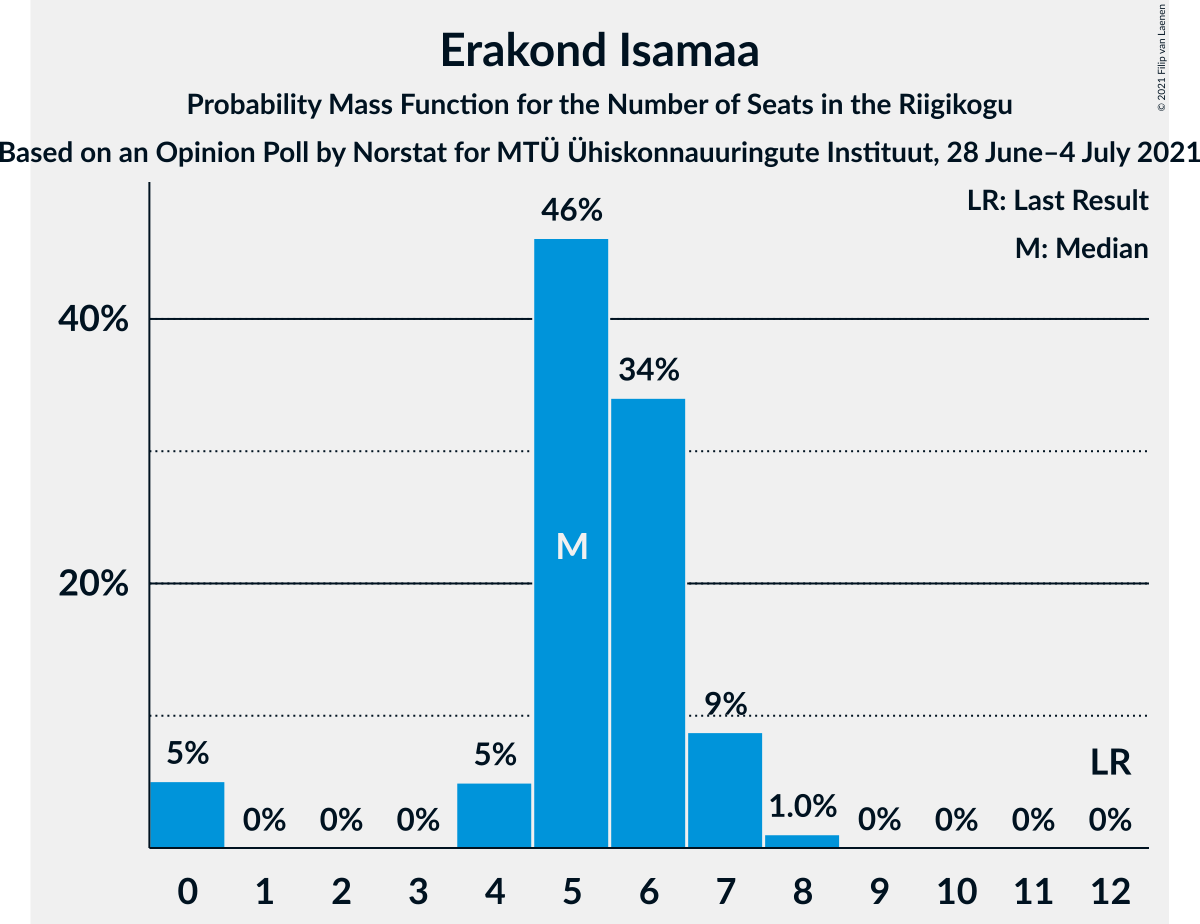 Erakond Isamaa
Probability Mass Function for the Number of Seats in the Riigikogu
Based on an Opinion Poll by Norstat for MTÜ Ühiskonnauuringute Instituut, 28 June–4 July 2021
© 2021 Filip van Laenen
LR: Last Result
M: Median
46%
40%
34%
M
20%
9%
5%
5%
LR
1.0%
0%
0%
0%
0%
0%
0%
0%
0 1 2 3 4 5 6 7 8 9 10 11 12